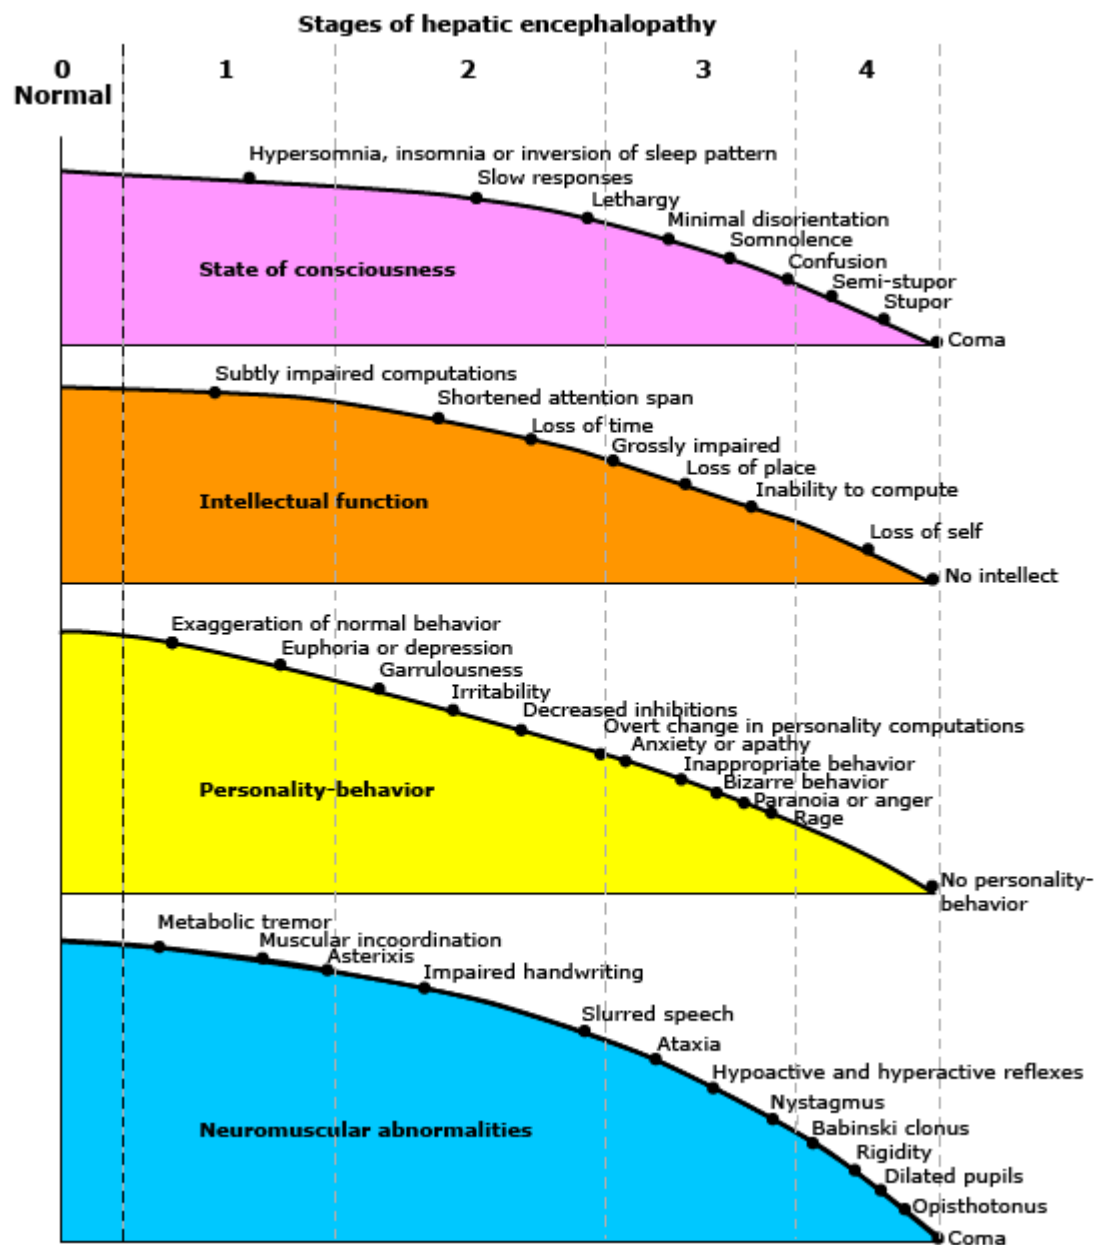 Stages of hepatic encephalopathy
0 1 2 3 4
Normal
Hypersomnia, insomnia or inversion of sleep pattern
Slow responses
Lethargy
Minimal disorientation
Somnolence
Confusion
Semi-stupor
Stupor
Coma
State of consciousness
Subtly impaired computations
Shortened attention span
Loss of time
Grossly impaired
Loss of place
Inability to compute
Loss of self
No intellect
Intellectual function
Exaggeration of normal behavior
Euphoria or depression
Garrulousness
Irritability
Decreased inhibitions
Overt change in personality computations
Anxiety or apathy
Inappropriate behavior
Bizarre behavior
Paranoia or anger
Rage
No personality-
behavior
Personality-behavior
Metabolic tremor
Muscular incoordination
Asterixis
Impaired handwriting
Slurred speech
Ataxia
Hypoactive and hyperactive reflexes
Nystagmus
Babinski clonus
Rigidity
Dilated pupils
Opisthotonus
Coma
Neuromuscular abnormalities